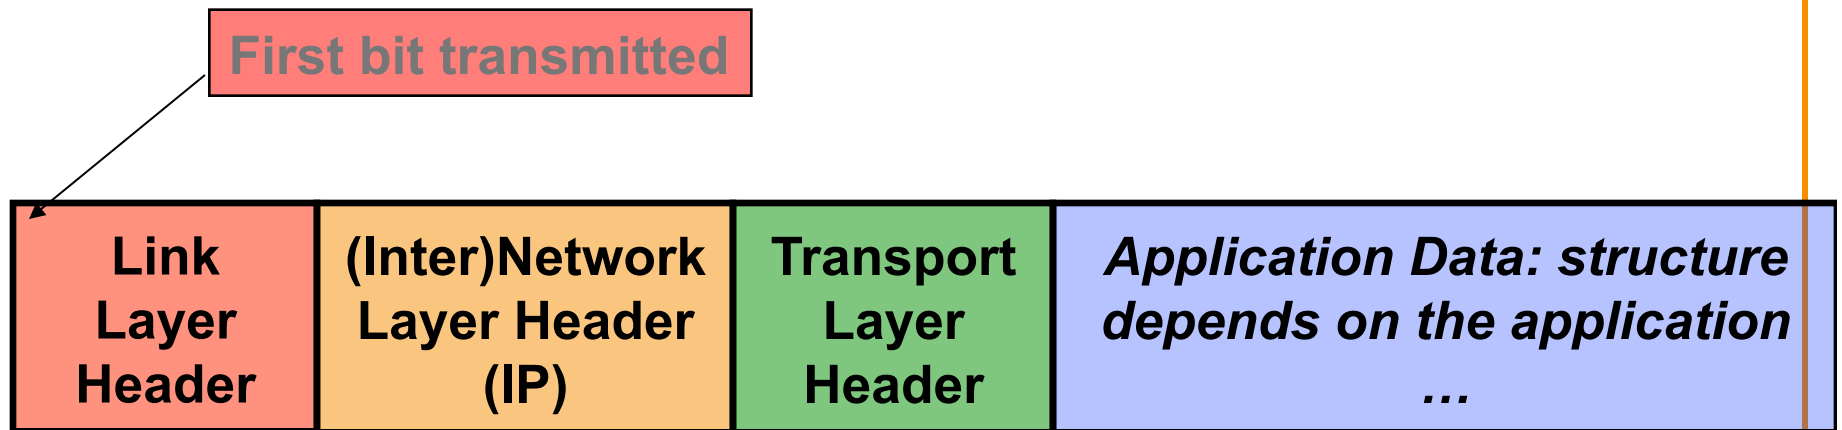 First bit transmitted
Link
Layer
Header
(Inter)Network
Layer Header
(IP)
Transport
Layer
Header
Application Data: structure
depends on the application
…